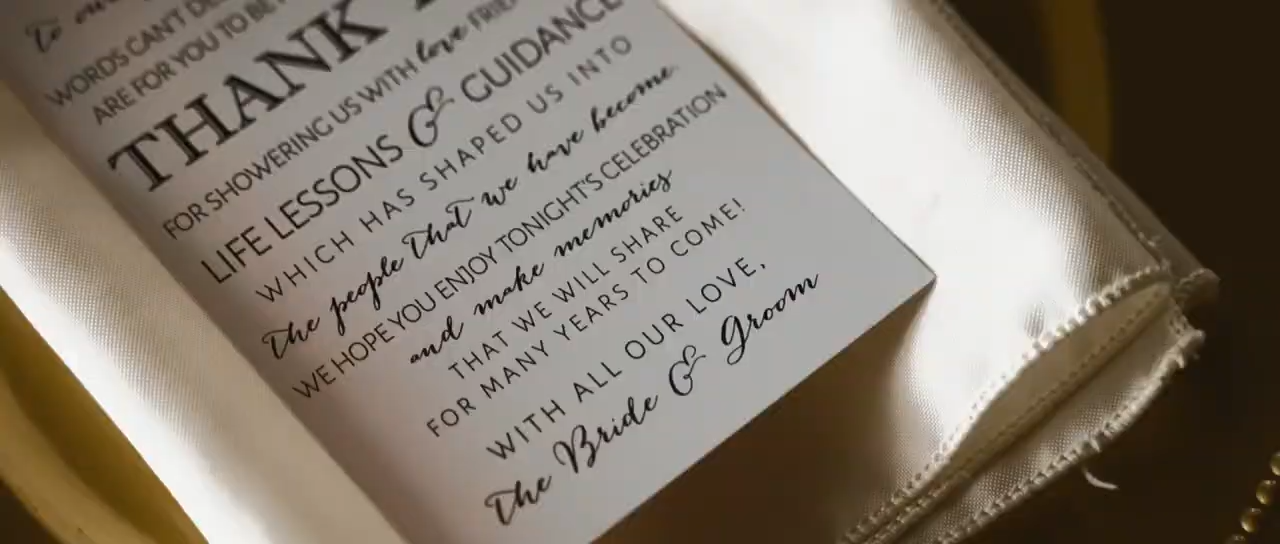 To our
WORDS CAN'T
ARE FOR YOU TO BE
THANK
FOR SHOWERING US WITH love
LIFE LESSONS & GUIDANCE
WHICH HAS SHAPED US INTO
The people that we have become.
WE HOPE YOU ENJOY TONIGHT'S CELEBRATION
and make memories
THAT WE WILL SHARE
FOR MANY YEARS TO COME!
WITH ALL OUR LOVE,
The Bride & Groom